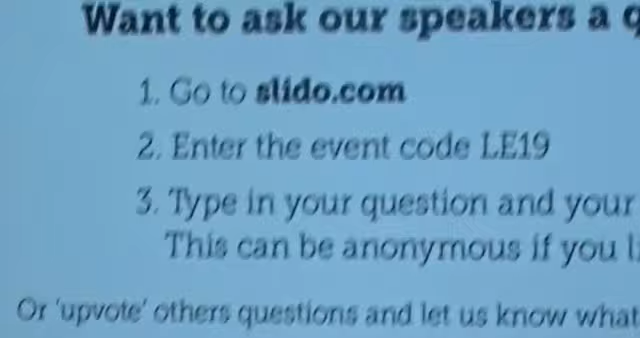 Want to ask our speakers a q
1. Go to slido.com
2. Enter the event code LE19
3. Type in your question and your
This can be anonymous if you li
Or 'upvote' others questions and let us know what